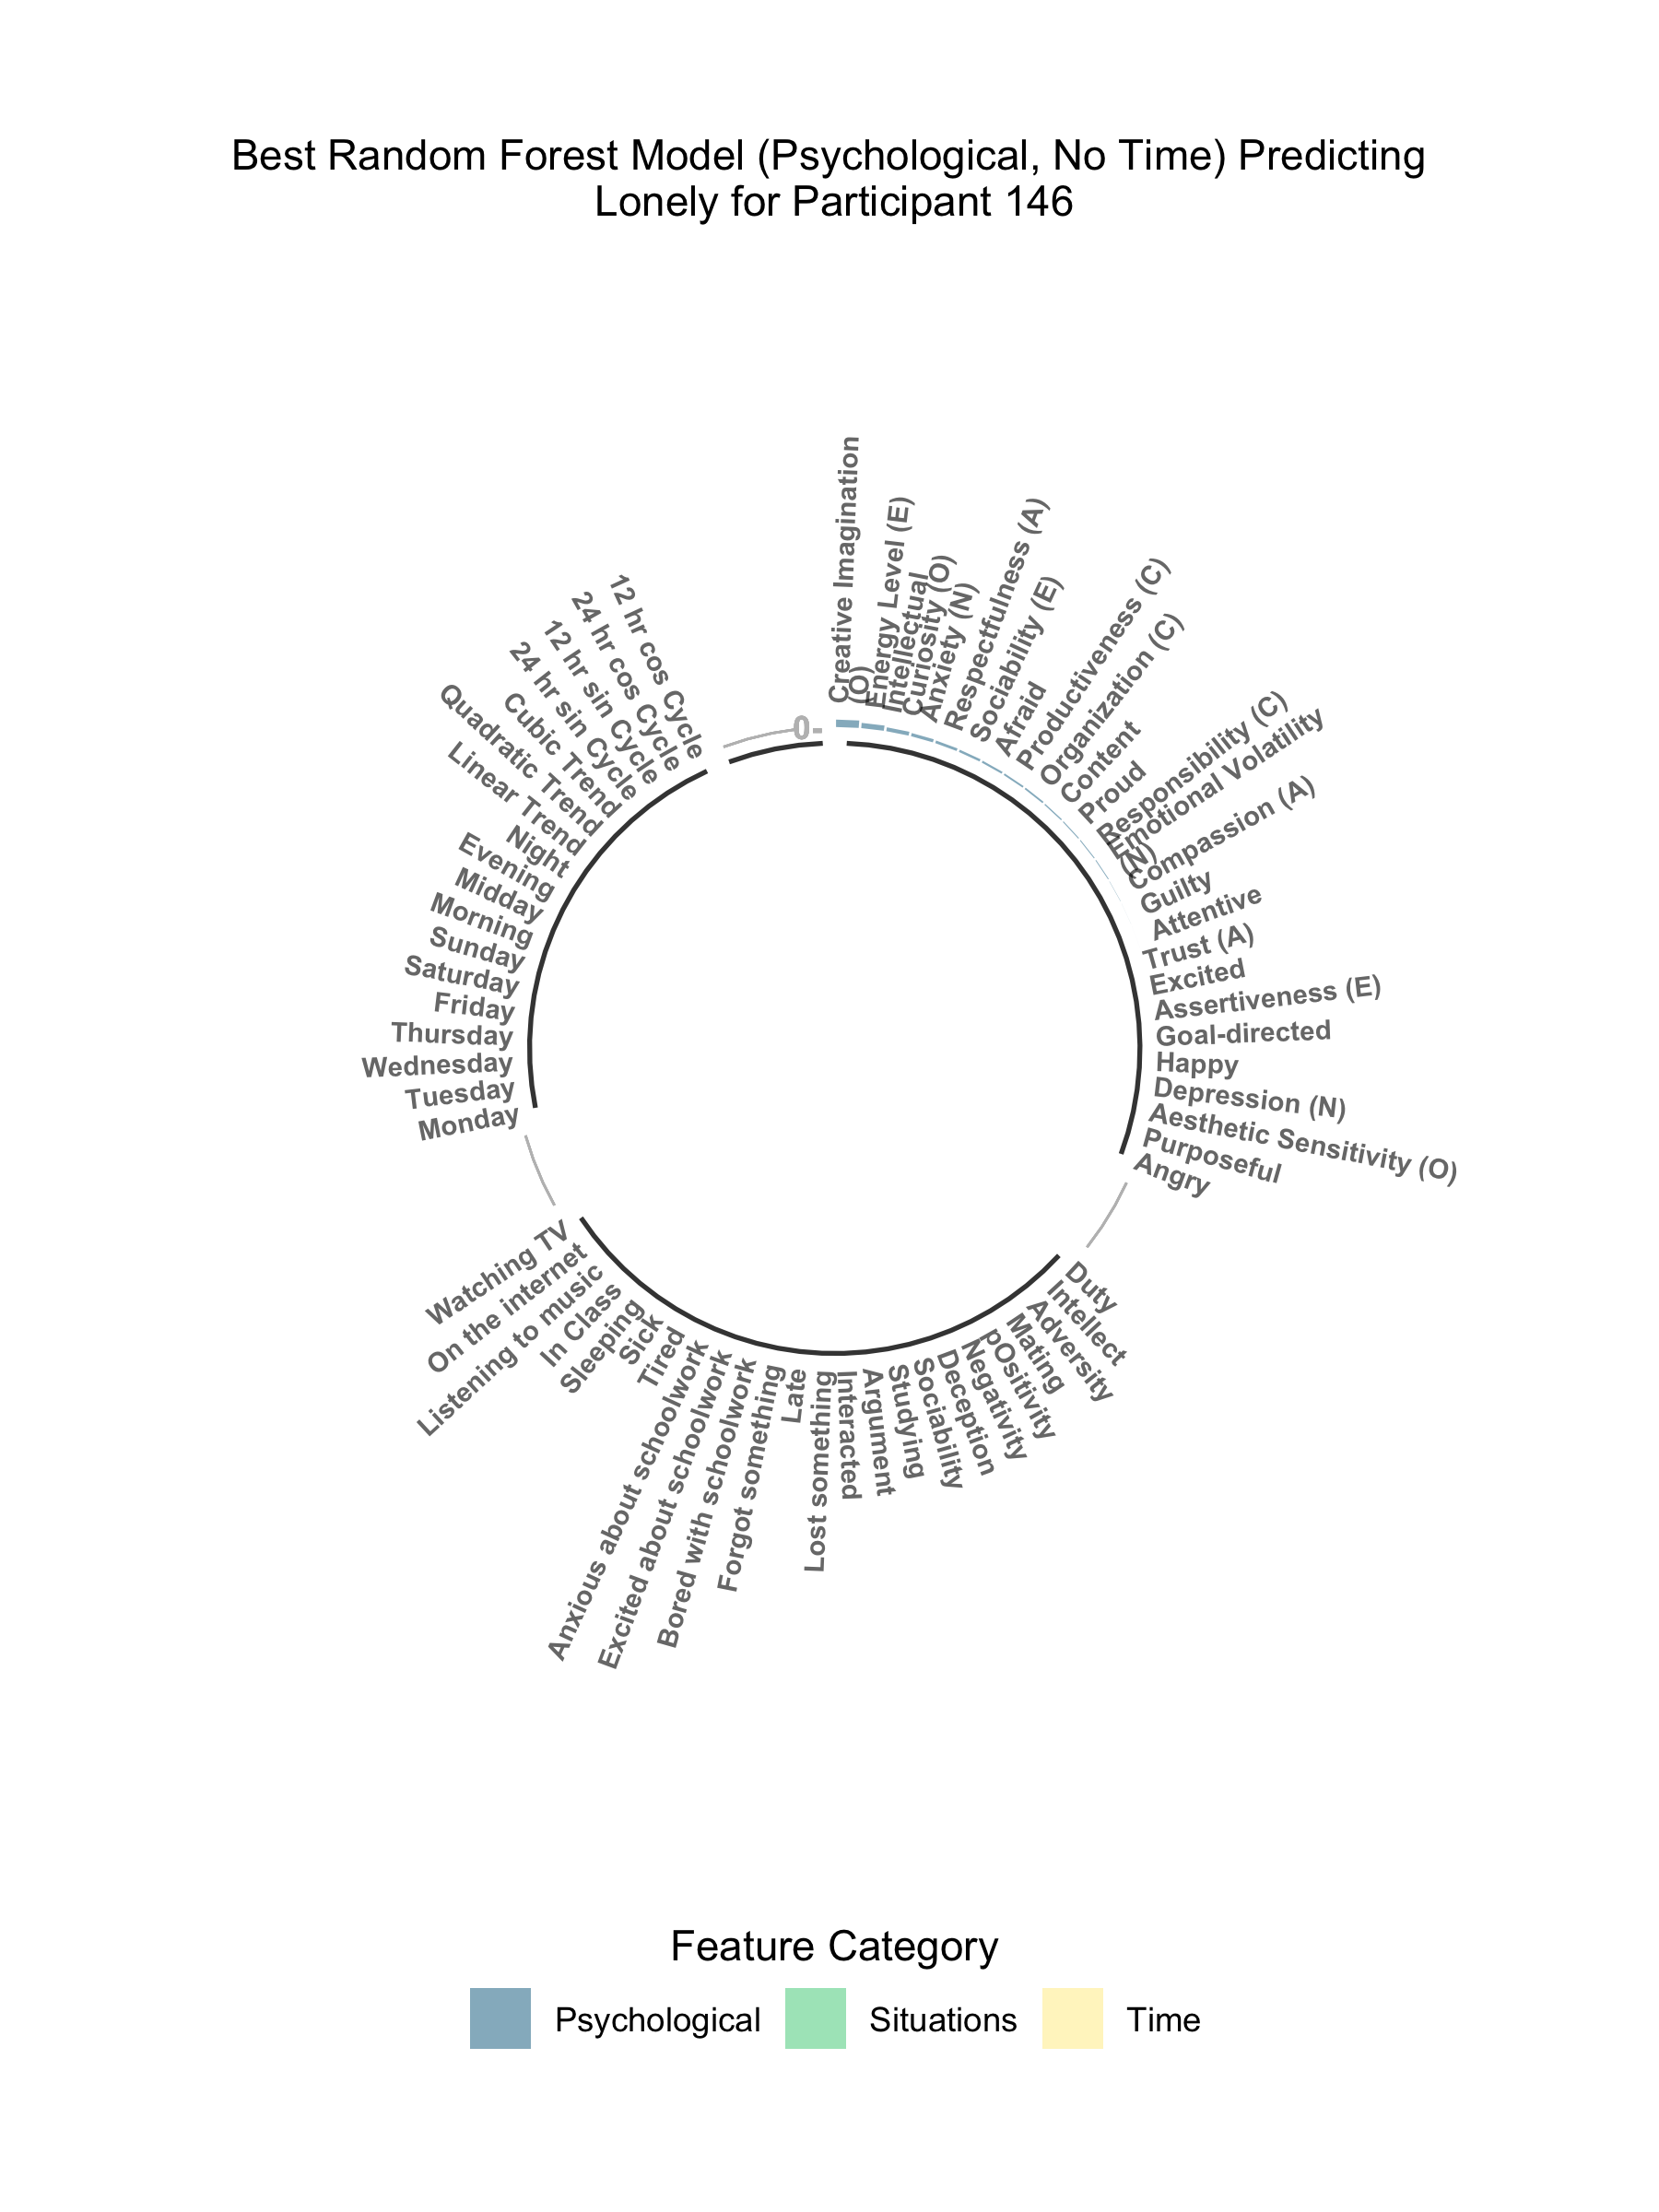 Best Random Forest Model (Psychological, No Time) Predicting
Lonely for Participant 146
0
Creative Imagination
(O)
Energy Level (E)
Intellectual
Curiosity (O)
Anxiety (N)
Respectfulness (A)
Sociability (E)
Afraid
Productiveness (C)
Organization (C)
Content
Proud
Responsibility (C)
Emotional Volatility
(N)
Compassion (A)
Guilty
Attentive
Trust (A)
Excited
Assertiveness (E)
Goal-directed
Happy
Depression (N)
Aesthetic Sensitivity (O)
Purposeful
Angry
Duty
Intellect
Adversity
Mating
pOsitivity
Negativity
Deception
Sociability
Studying
Argument
Interacted
Lost something
Late
Forgot something
Bored with schoolwork
Excited about schoolwork
Anxious about schoolwork
Tired
Sick
Sleeping
In Class
Listening to music
On the internet
Watching TV
Monday
Tuesday
Wednesday
Thursday
Friday
Saturday
Sunday
Morning
Midday
Evening
Night
Linear Trend
Quadratic Trend
Cubic Trend
24 hr sin Cycle
12 hr sin Cycle
24 hr cos Cycle
12 hr cos Cycle
Feature Category
Psychological
Situations
Time